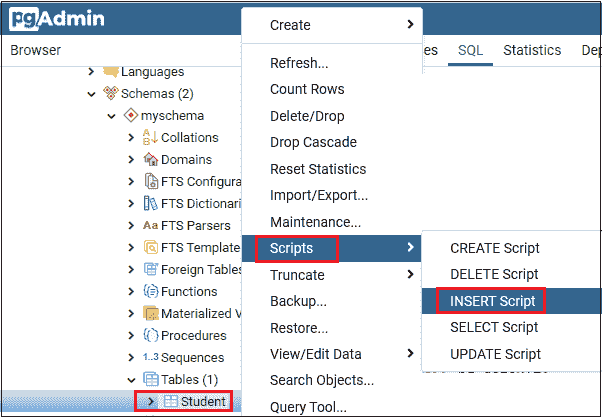 pgAdmin
Browser
SQL
Statistics
Languages
Schemas (2)
myschema
Collations
Domains
FTS Configura
FTS Dictionari
FTS Parsers
FTS Template
Foreign Tables
Functions
Materialized V
Procedures
1..3 Sequences
Tables (1)
Student
Create
Refresh...
Count Rows
Delete/Drop
Drop Cascade
Reset Statistics
Import/Export...
Maintenance...
Scripts
Truncate
Backup...
Restore...
View/Edit Data
Search Objects...
Query Tool...
CREATE Script
DELETE Script
INSERT Script
SELECT Script
UPDATE Script